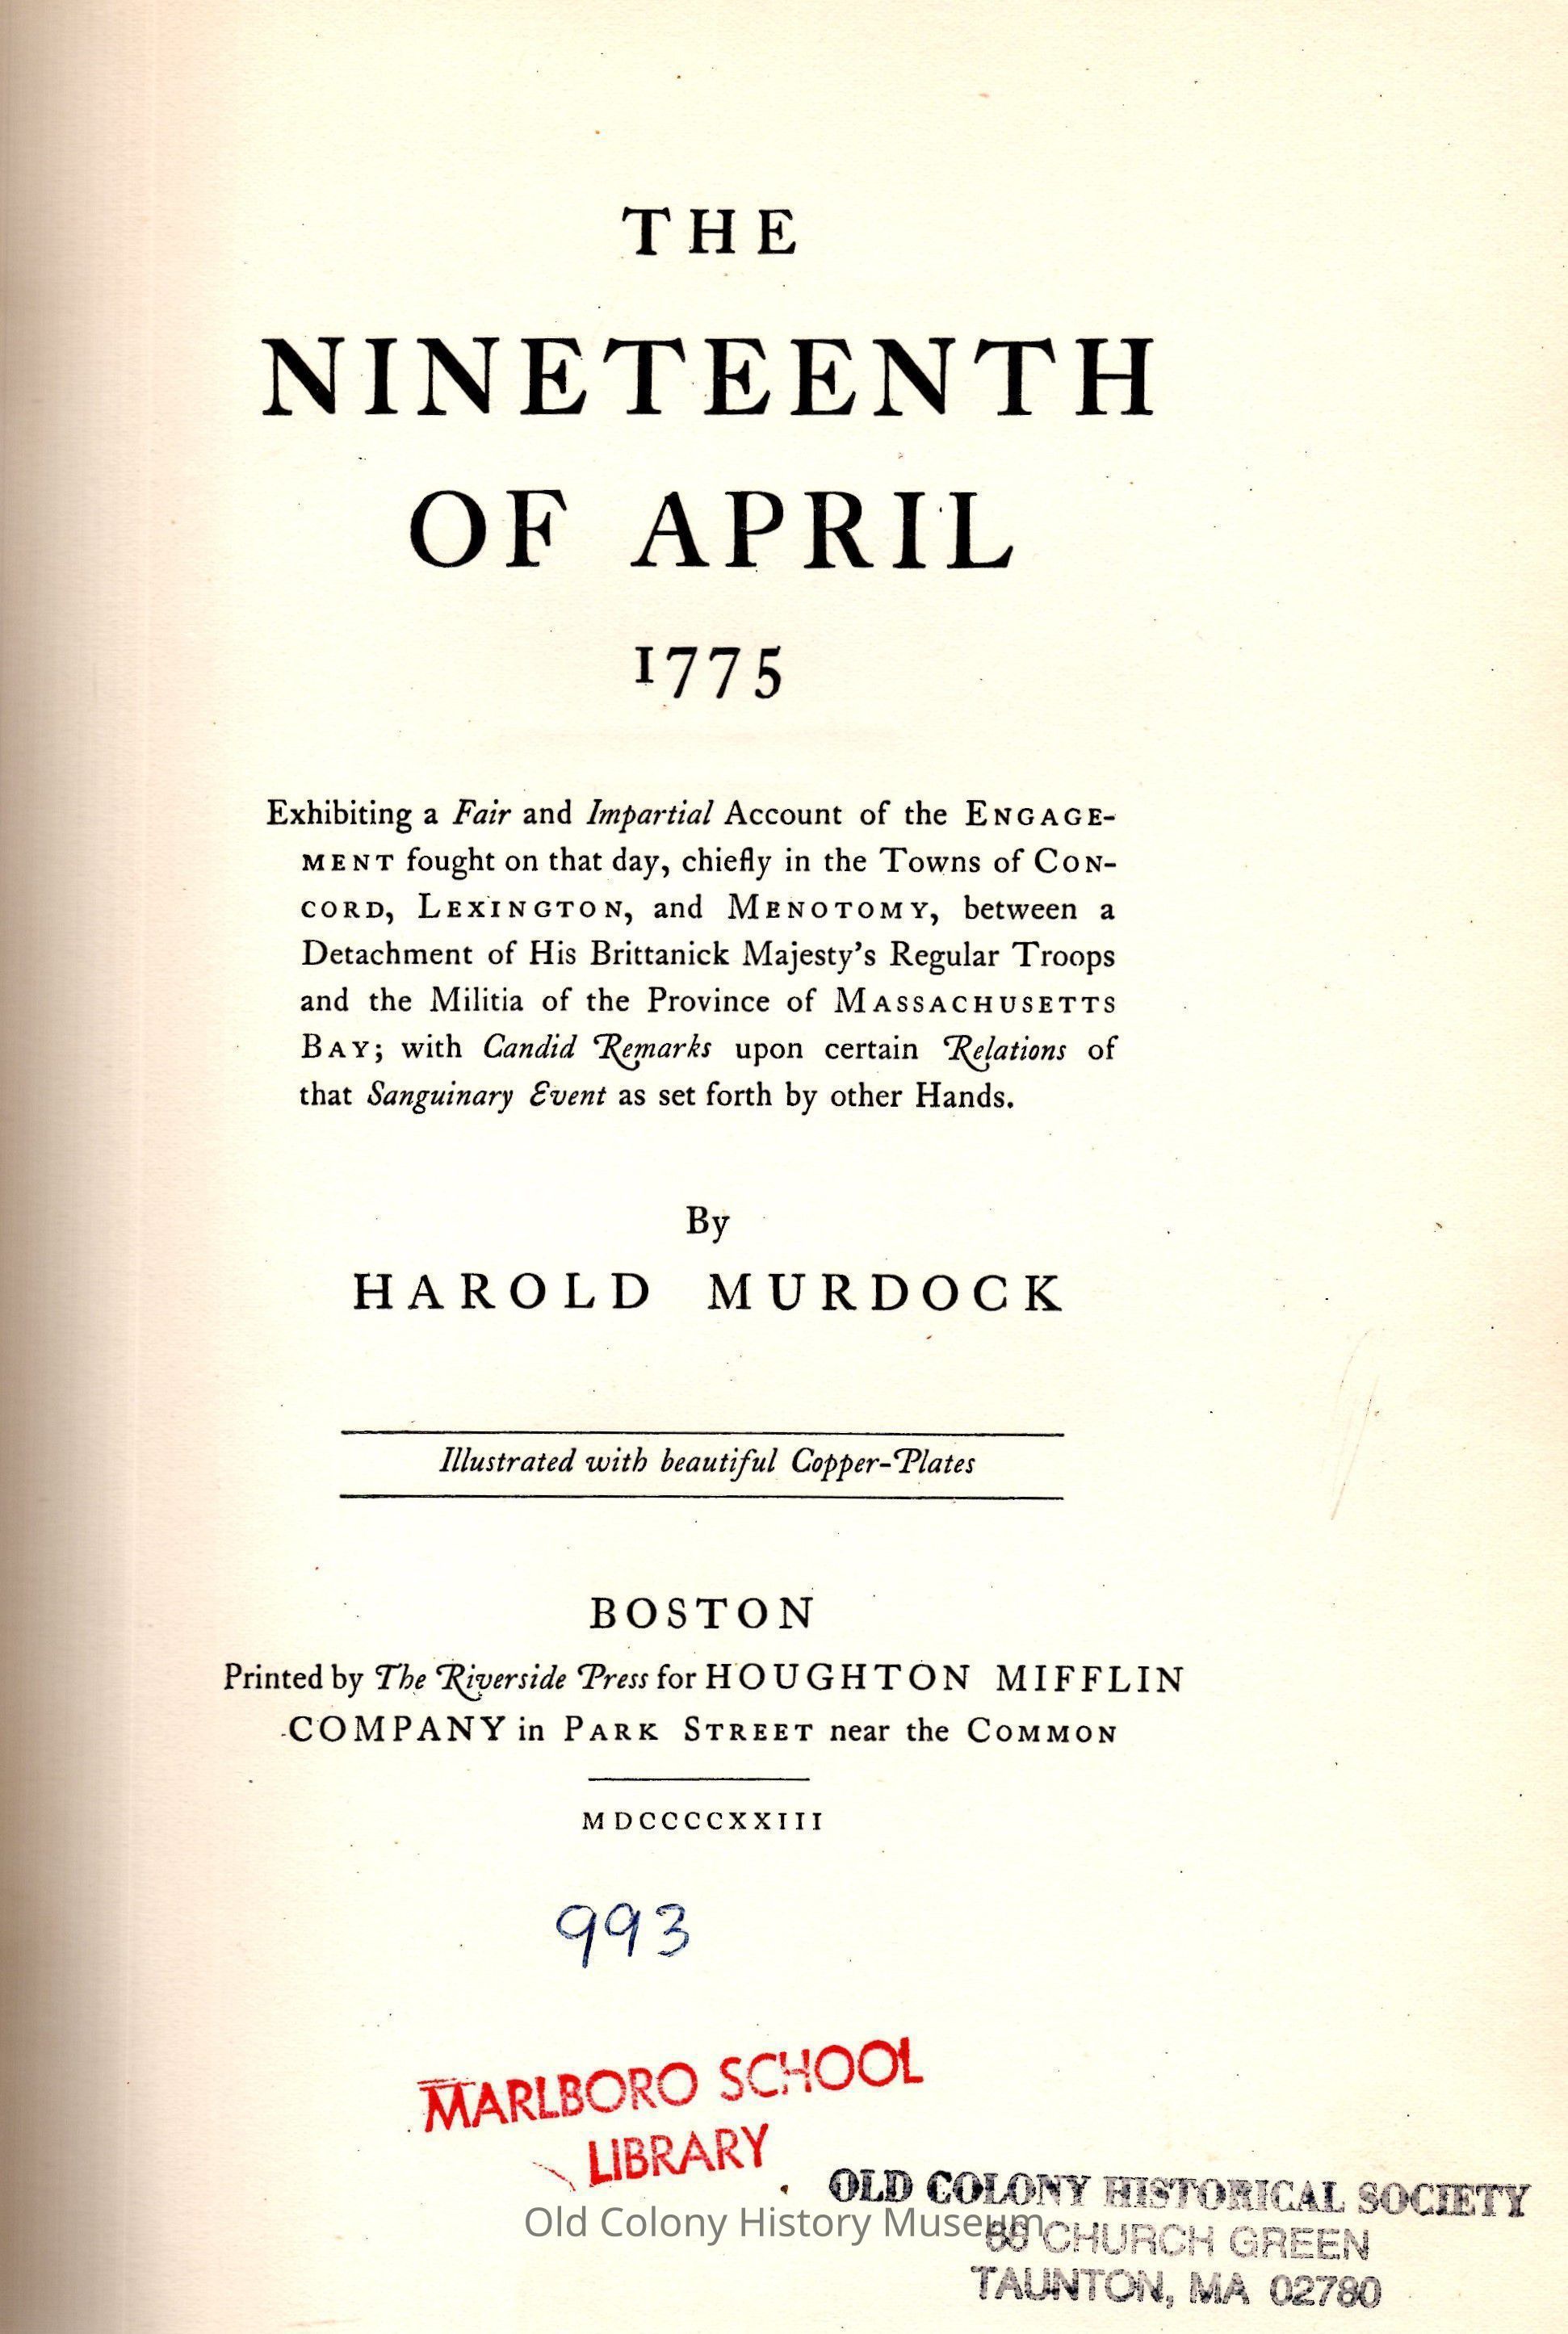 THE
NINETEENTH
OF APRIL
1775
Exhibiting a Fair and Impartial Account of the ENGAGE-
MENT fought on that day, chiefly in the Towns of CON-
CORD, LEXINGTON, and MENOTOMY, between a
Detachment of His Brittanick Majesty's Regular Troops
and the Militia of the Province of MASSACHUSETTS
BAY; with Candid Remarks upon certain Relations of
that Sanguinary Event as set forth by other Hands.
By
HAROLD MURDOCK
Illustrated with beautiful Copper-Plates
BOSTON
Printed by The Riverside Press for HOUGHTON MIFFLIN
COMPANY in PARK STREET near the COMMON
MDCCCCXXIII
993
MARLBORO SCHOOL
LIBRARY
OLD COLONY HISTORICAL SOCIETY
Old Colony History Museum
66 CHURCH GREEN
TAUNTON, MA 02780